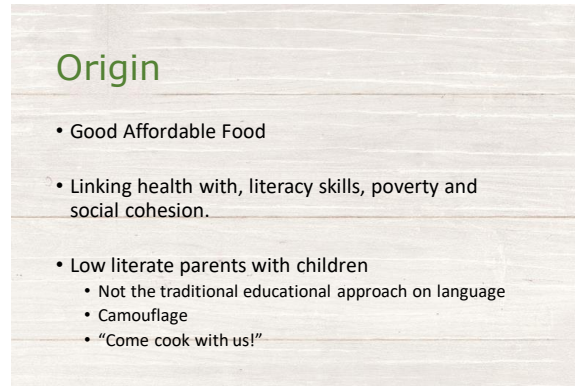 Origin
• Good Affordable Food
• Linking health with, literacy skills, poverty and
social cohesion.
• Low literate parents with children
• Not the traditional educational approach on language
• Camouflage
• “Come cook with us!”